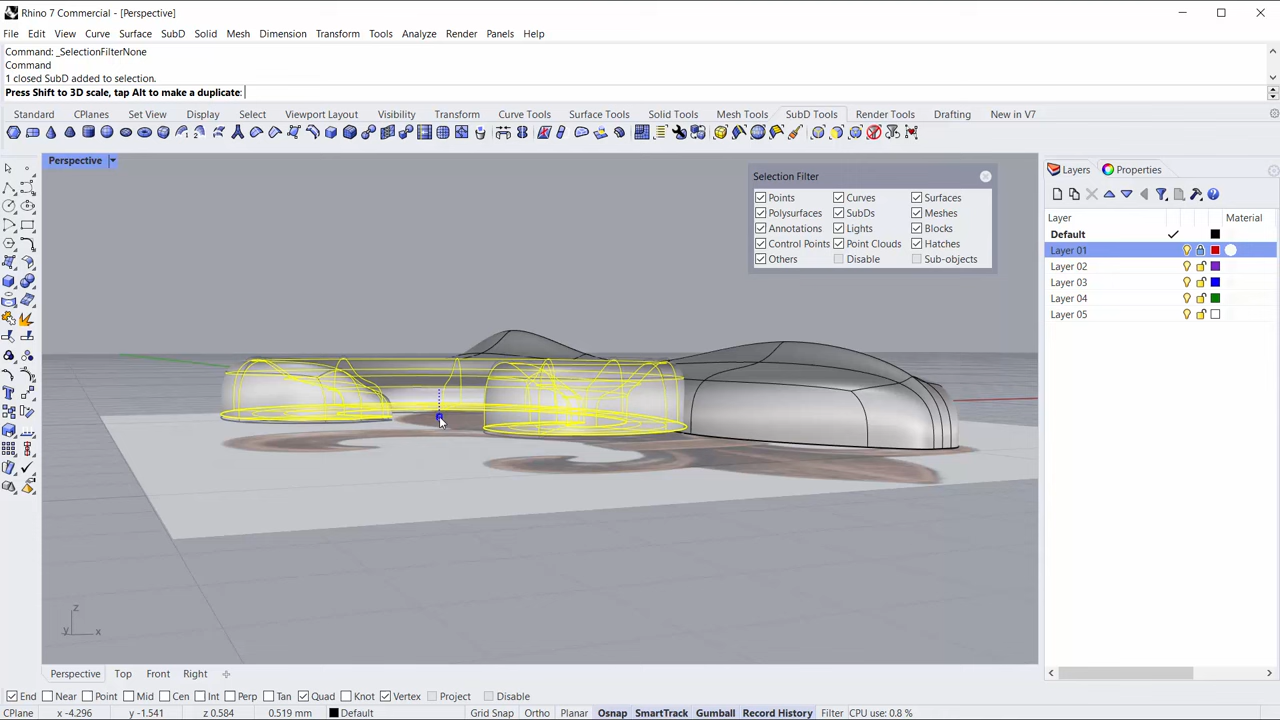 Rhino 7 Commercial - [Perspective]
File Edit View Curve Surface SubD Solid Mesh Dimension Transform Tools Analyze Render Panels Help
Command: _SelectionFilterNone
Command
1 closed SubD added to selection.
Press Shift to 3D scale, tap Alt to make a duplicate:
Standard CPlanes Set View Display Select Viewport Layout Visibility Transform Curve Tools Surface Tools Solid Tools Mesh Tools SubD Tools Render Tools Drafting New in V7
Perspective
Selection Filter
Points Curves Surfaces
Polysurfaces SubDs Meshes
Annotations Lights Blocks
Control Points Point Clouds Hatches
Others Disable Sub-objects
Layers Properties
Layer Material
Default
Layer 01
Layer 02
Layer 03
Layer 04
Layer 05
z
y x
Perspective Top Front Right
End Near Point Mid Cen Int Perp Tan Quad Knot Vertex Project Disable
CPlane x -4.296 y -1.541 z 0.584 0.519 mm Default Grid Snap Ortho Planar Osnap SmartTrack Gumball Record History Filter CPU use: 0.8 %